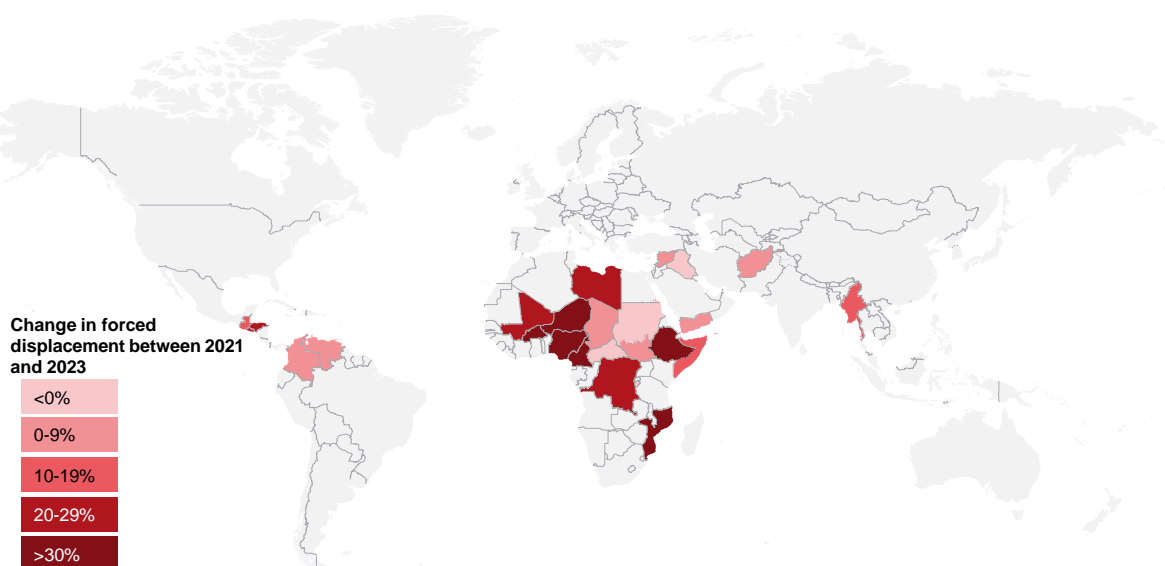 Change in forced
displacement between 2021
and 2023
<0%
0-9%
10-19%
20-29%
>30%